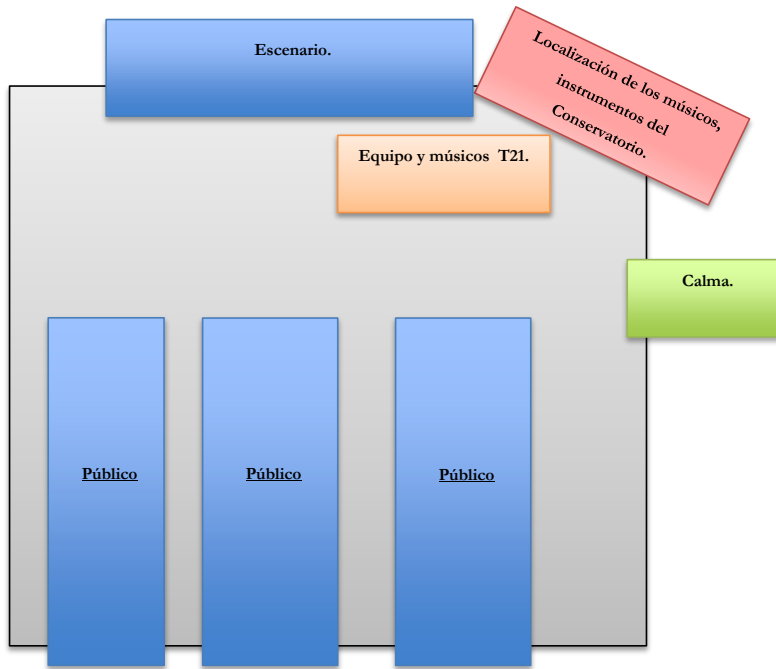 Escenario.
Localización de los músicos,
instrumentos del
Conservatorio.
Equipo y músicos T21.
Calma.
Público
Público
Público